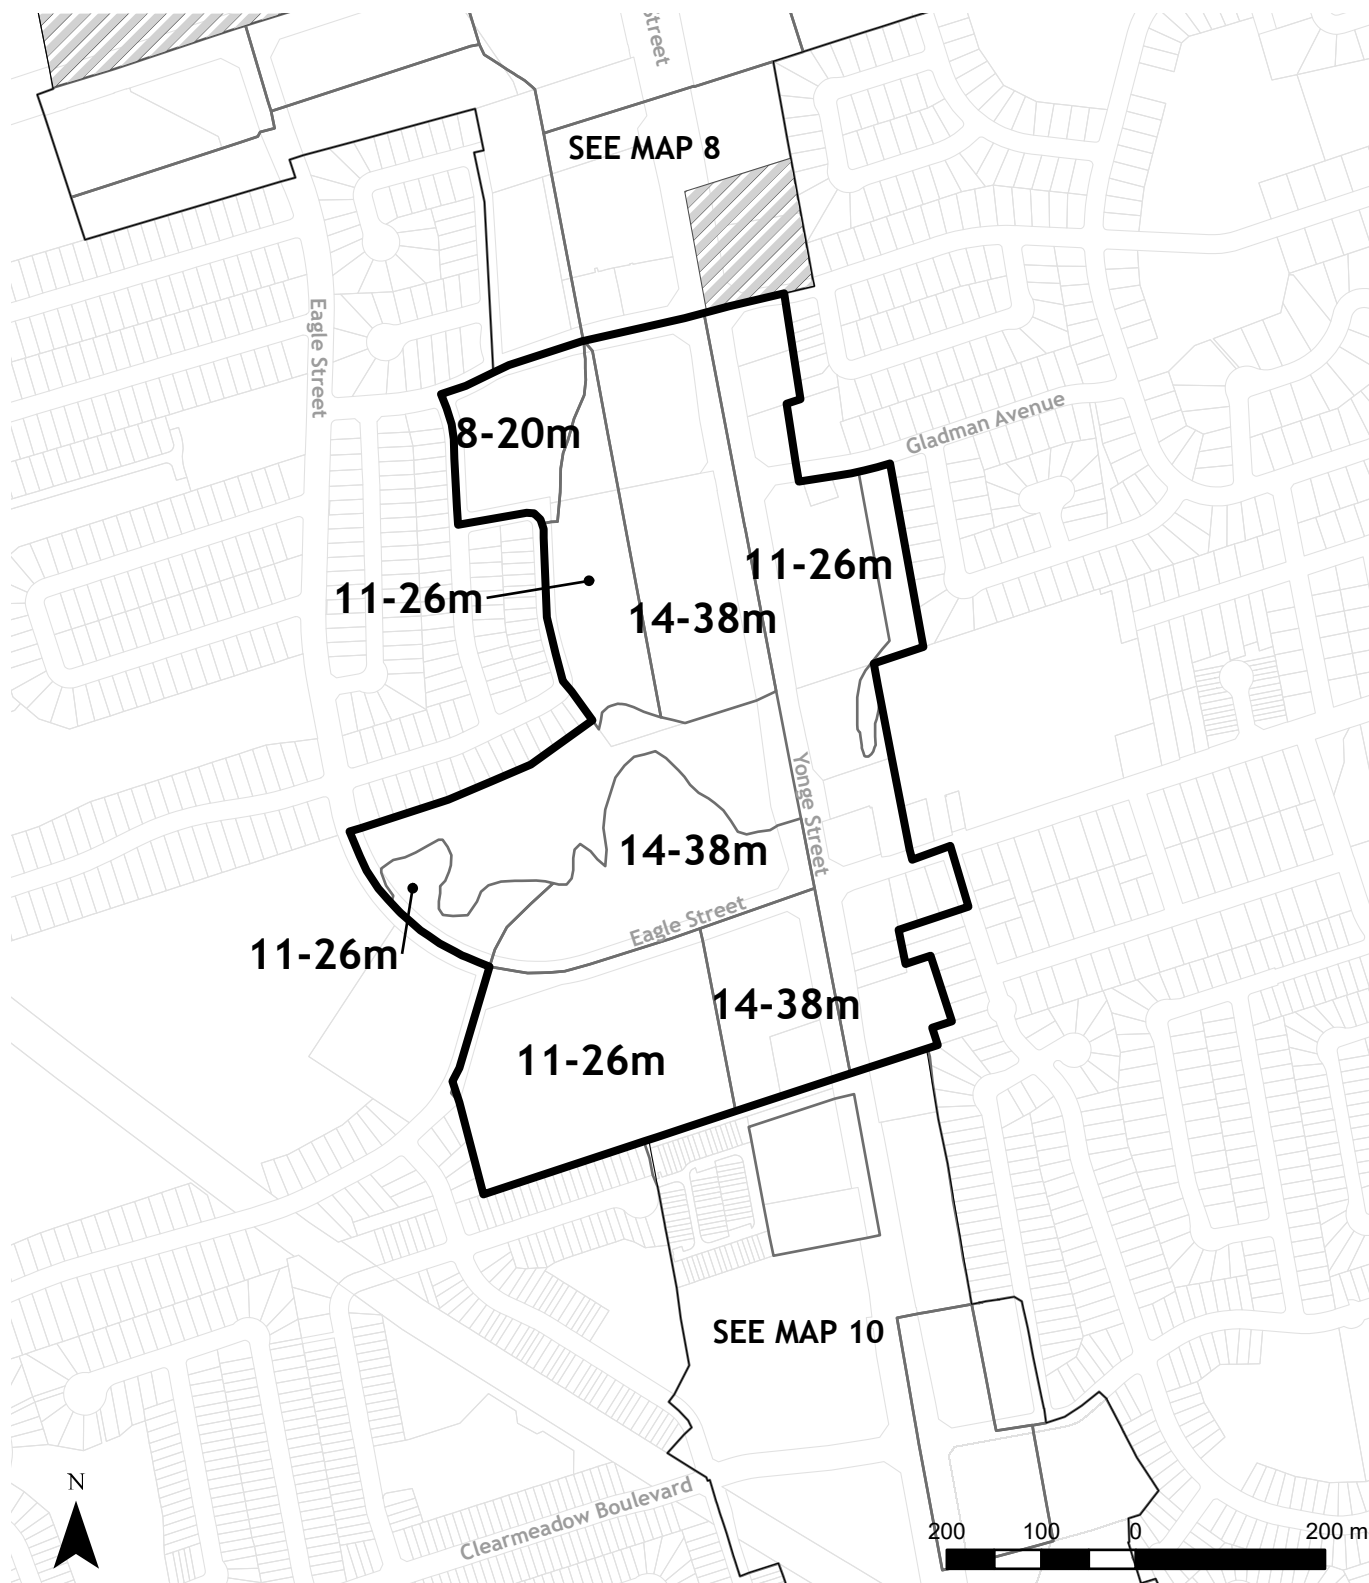 Street
SEE MAP 8
Eagle Street
Gladman Avenue
8-20m
11-26m
11-26m
14-38m
Yonge Street
14-38m
Eagle Street
11-26m
14-38m
11-26m
SEE MAP 10
Clearmeadow Boulevard
N
200 100 0 200 m